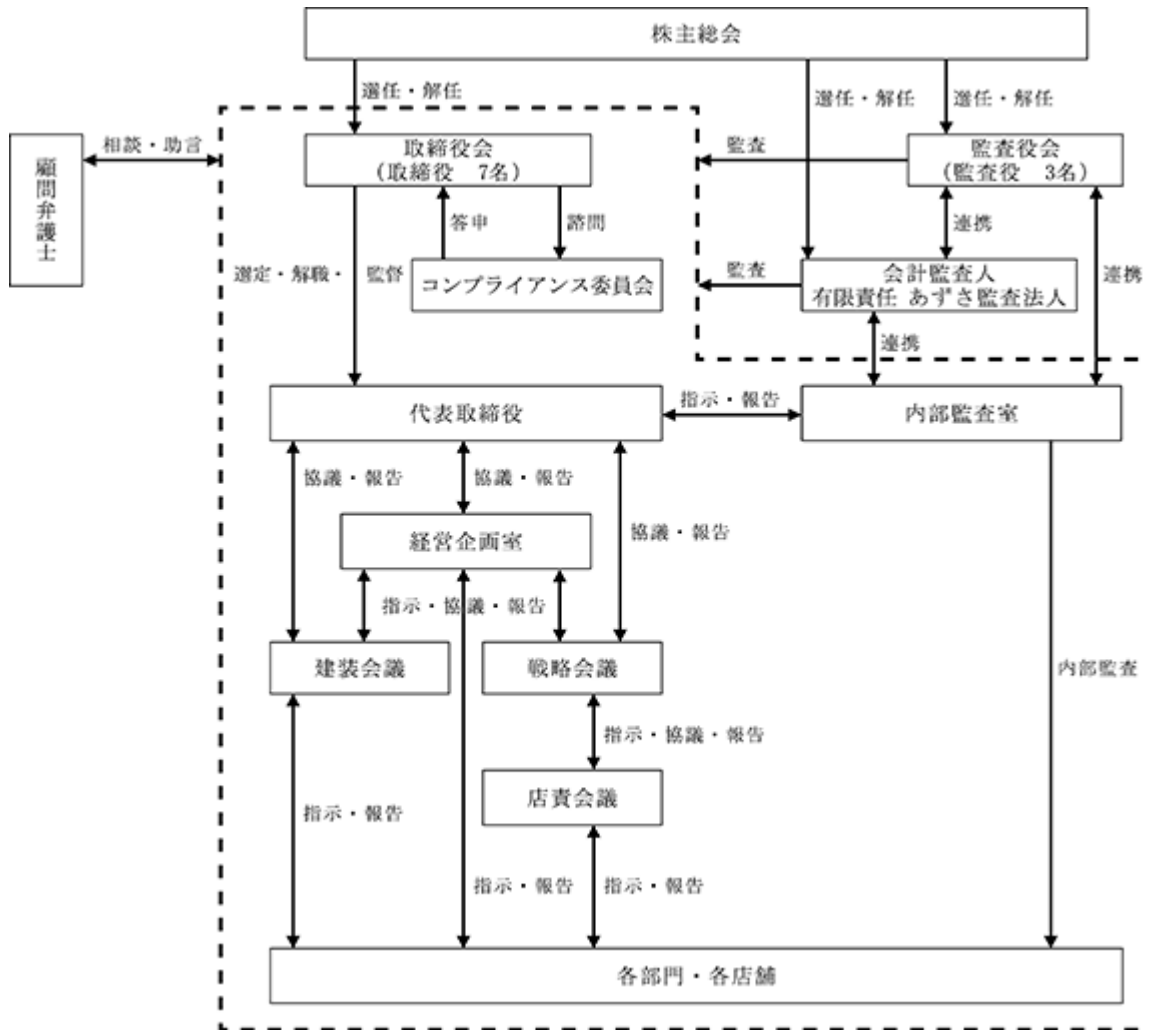 株主総会
選任・解任
選任・解任
選任・解任
顧問弁護士
相談・助言
取締役会
(取締役 7名)
監査
監査役会
(監査役 3名)
答申
諮問
連携
選定・解職・監督
コンプライアンス委員会
監査
会計監査人
有限責任 あずさ監査法人
連携
連携
代表取締役
指示・報告
内部監査室
協議・報告
協議・報告
協議・報告
経営企画室
指示・協議・報告
建装会議
戦略会議
内部監査
指示・協議・報告
店責会議
指示・報告
指示・報告
指示・報告
各部門・各店舗